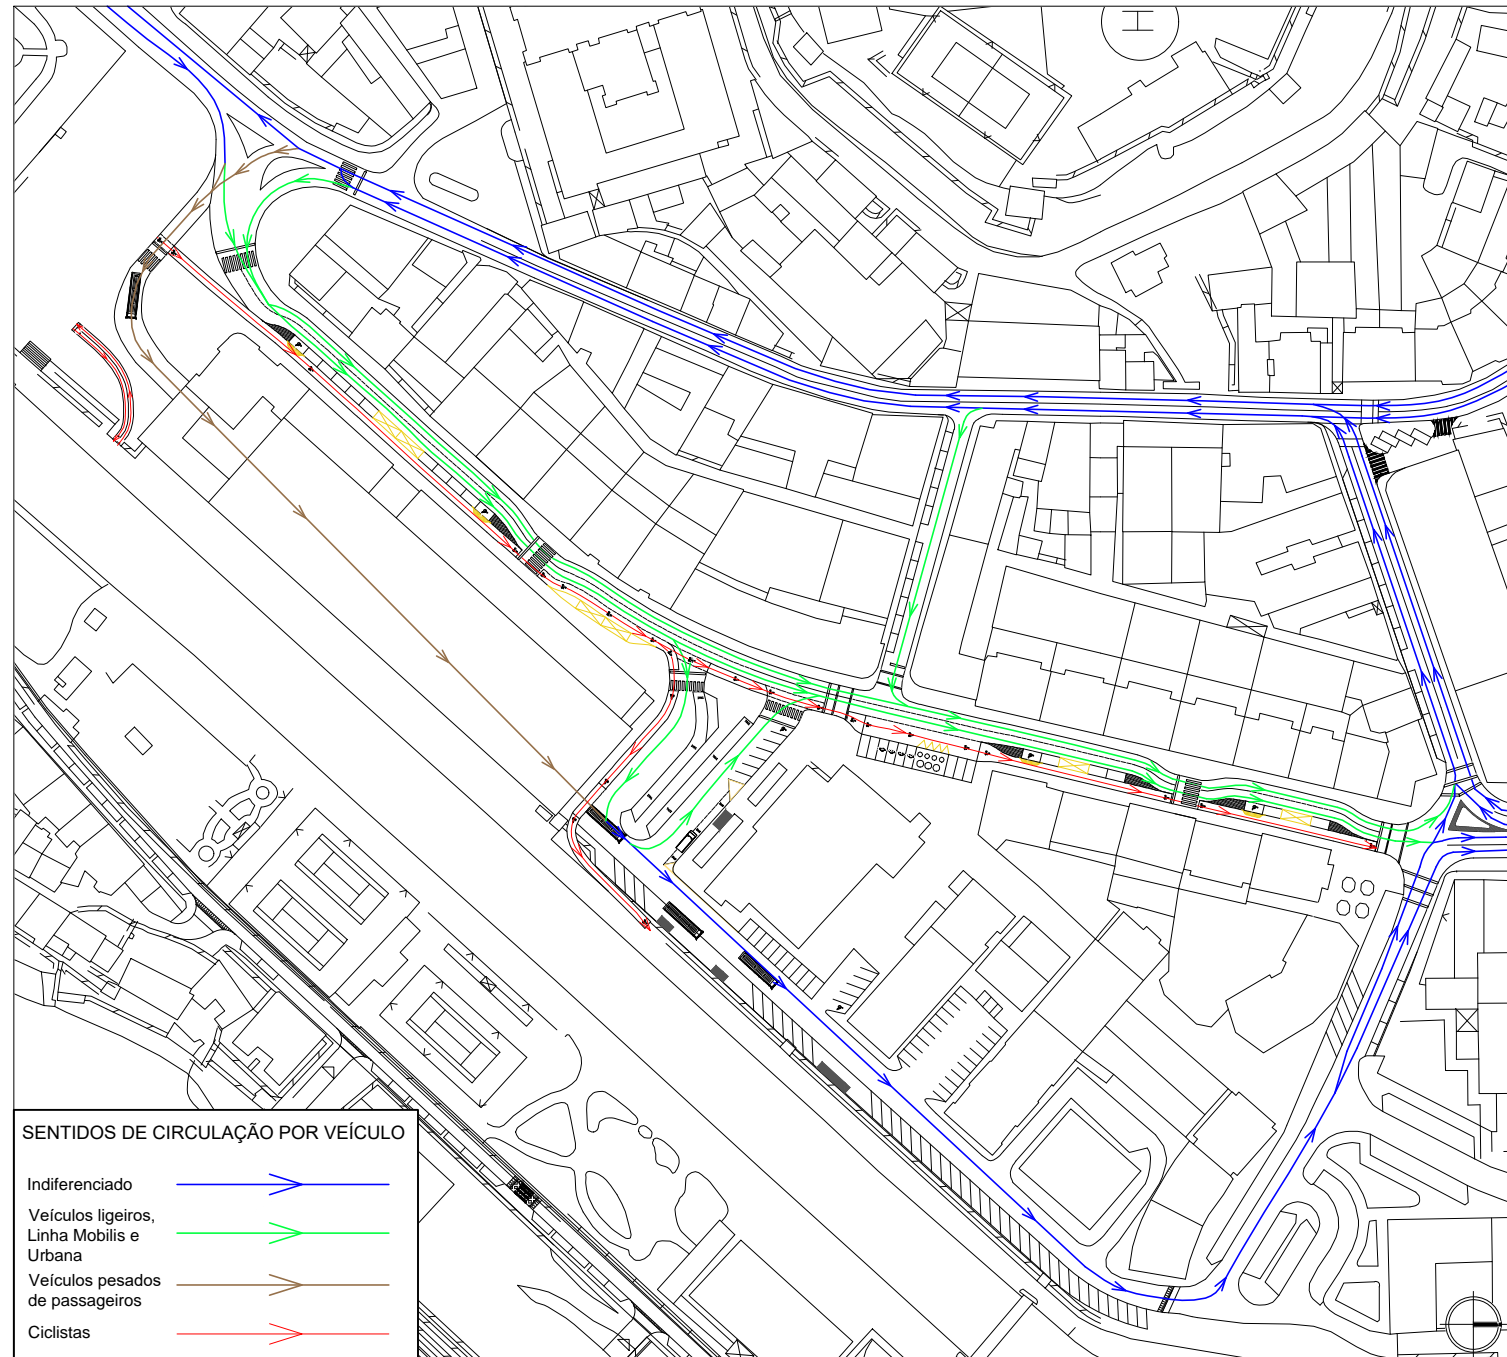 SENTIDOS DE CIRCULAÇÃO POR VEÍCULO
Indiferenciado
Veículos ligeiros,
Linha Mobilis e
Urbana
Veículos pesados
de passageiros
Ciclistas
H